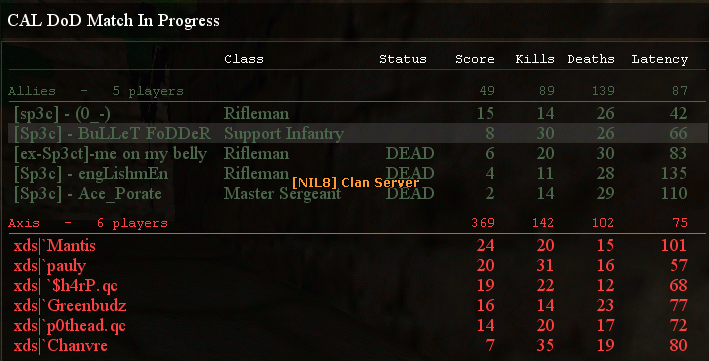 CAL DoD Match In Progress
Class Status Score Kills Deaths Latency
Allies - 5 players 49 89 139 87
[sp3c] - (0_-) Rifleman 15 14 26 42
[Sp3c] - BuLLeT FoDDeR Support Infantry 8 30 26 66
[ex-Sp3ct]-me on my belly Rifleman DEAD 6 20 30 83
[Sp3c] - engLishmEn Rifleman DEAD 4 11 28 135
[NIL8] Clan Server
[Sp3c] - Ace_Porate Master Sergeant DEAD 2 14 29 110
Axis - 6 players 369 142 102 75
xds|`Mantis 24 20 15 101
xds|`pauly 20 31 16 57
xds| `$h4rP.qc 19 22 12 68
xds|`Greenbudz 16 14 23 77
xds|`p0thead.qc 14 20 17 72
xds|`Chanvre 7 35 19 80